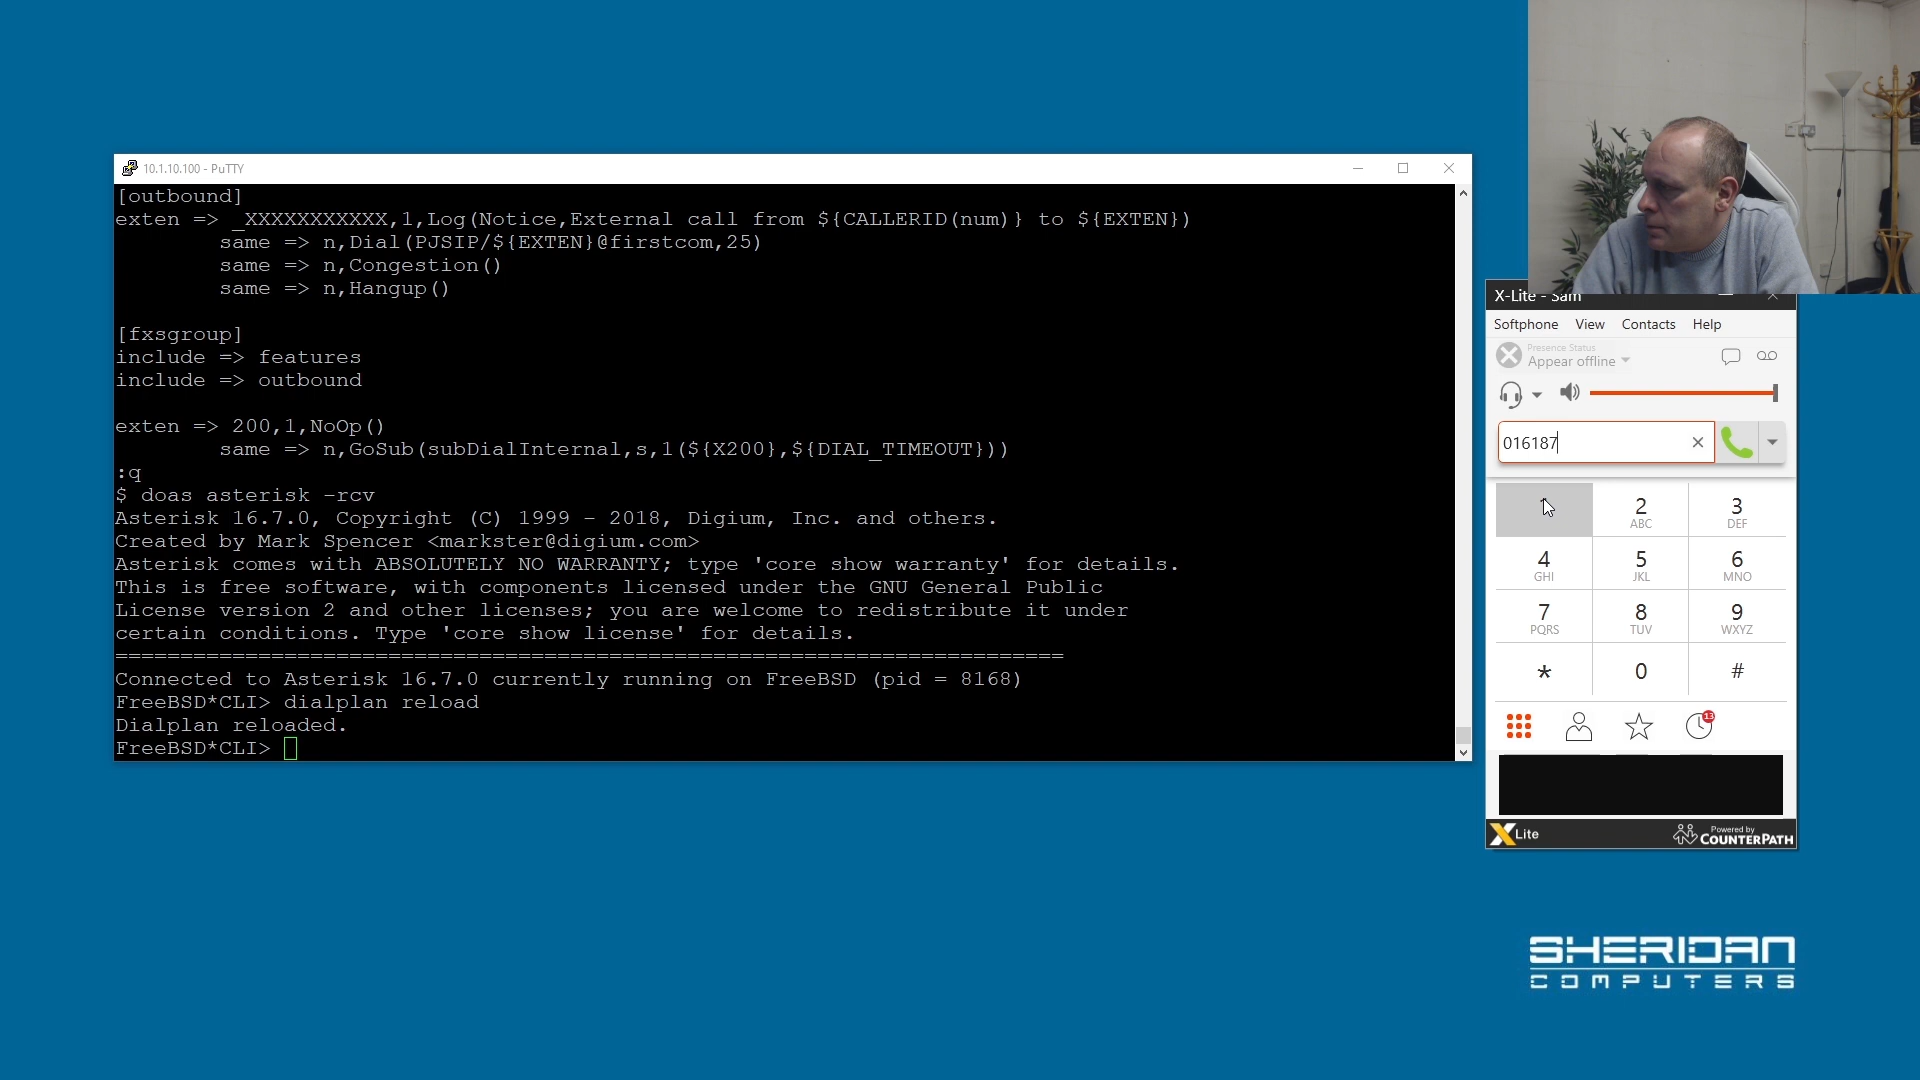 10.1.10.100 - PuTTY
[outbound]
exten => _XXXXXXXXXXX,1,Log(Notice,External call from ${CALLERID(num)} to ${EXTEN})
same => n,Dial(PJSIP/${EXTEN}@firstcom,25)
same => n,Congestion()
same => n,Hangup()
[fxsgroup]
include => features
include => outbound
exten => 200,1,NoOp()
same => n,GoSub(subDialInternal,s,1(${X200},${DIAL_TIMEOUT}))
:q
$ doas asterisk -rcv
Asterisk 16.7.0, Copyright (C) 1999 - 2018, Digium, Inc. and others.
Created by Mark Spencer <markster@digium.com>
Asterisk comes with ABSOLUTELY NO WARRANTY; type 'core show warranty' for details.
This is free software, with components licensed under the GNU General Public
License version 2 and other licenses; you are welcome to redistribute it under
certain conditions. Type 'core show license' for details.
=========================================================================
Connected to Asterisk 16.7.0 currently running on FreeBSD (pid = 8168)
FreeBSD*CLI> dialplan reload
Dialplan reloaded.
FreeBSD*CLI>
X-Lite - Sam
Softphone View Contacts Help
Presence Status
Appear offline
016187
2 3
ABC DEF
4 5 6
GHI JKL MNO
7 8 9
PQRS TUV WXYZ
* 0 #
13
X Lite
Powered by
COUNTERPATH
SHERIDAN
COMPUTERS